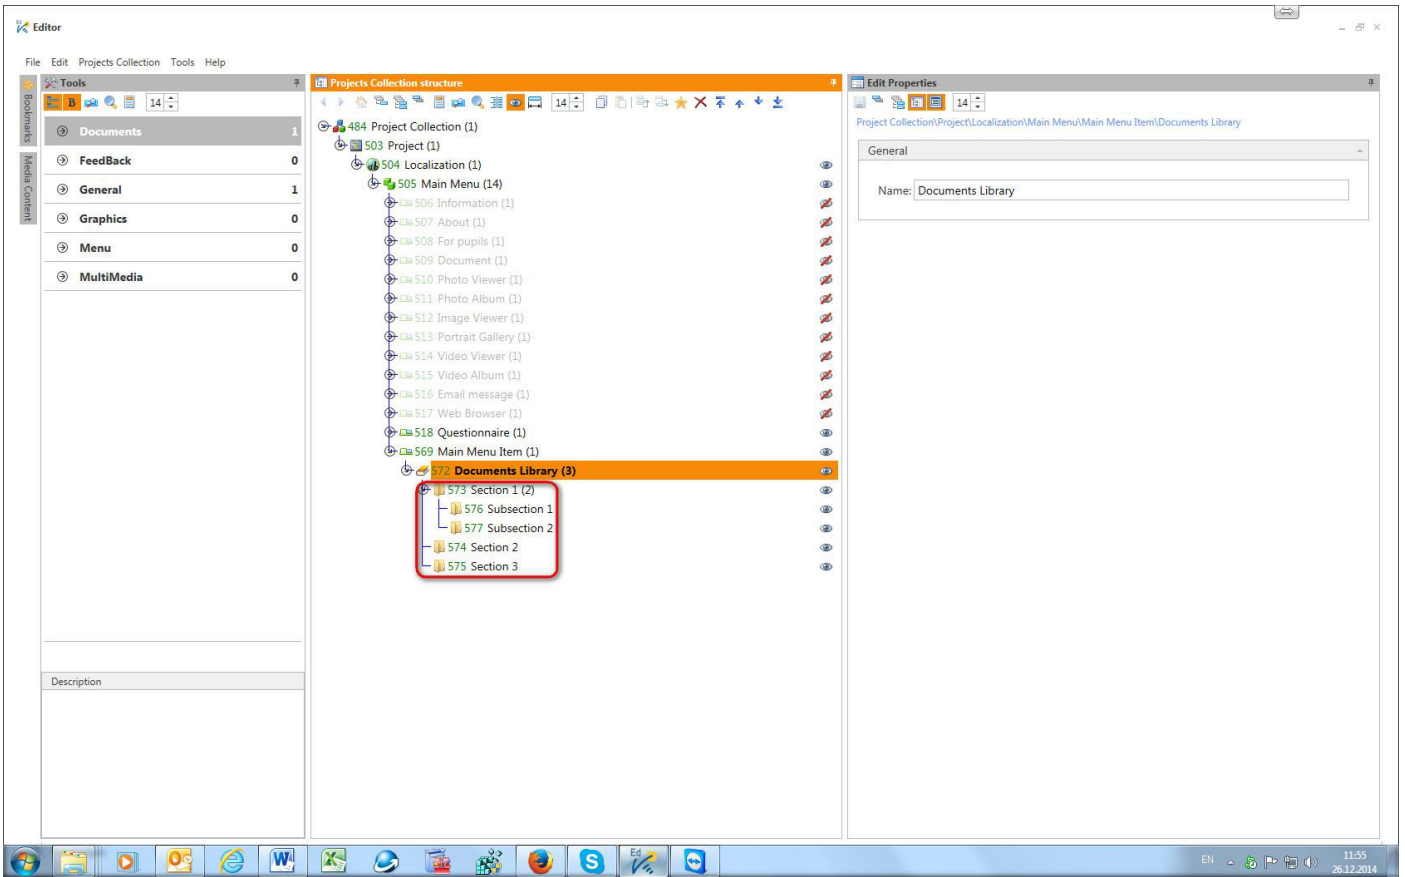 Editor
File Edit Projects Collection Tools Help
Bookmarks
Media Content
Tools
B 14
Documents 1
FeedBack 0
General 1
Graphics 0
Menu 0
MultiMedia 0
Description
Projects Collection structure
14
484 Project Collection (1)
503 Project (1)
504 Localization (1)
505 Main Menu (14)
506 Information (1)
507 About (1)
508 For pupils (1)
509 Document (1)
510 Photo Viewer (1)
511 Photo Album (1)
512 Image Viewer (1)
513 Portrait Gallery (1)
514 Video Viewer (1)
515 Video Album (1)
516 Email message (1)
517 Web Browser (1)
518 Questionnaire (1)
569 Main Menu Item (1)
572 Documents Library (3)
573 Section 1 (2)
576 Subsection 1
577 Subsection 2
574 Section 2
575 Section 3
Edit Properties
14
Project Collection\Project\Localization\Main Menu\Main Menu Item\Documents Library
General
Name: Documents Library
Ed
EN
11:55
26.12.2014